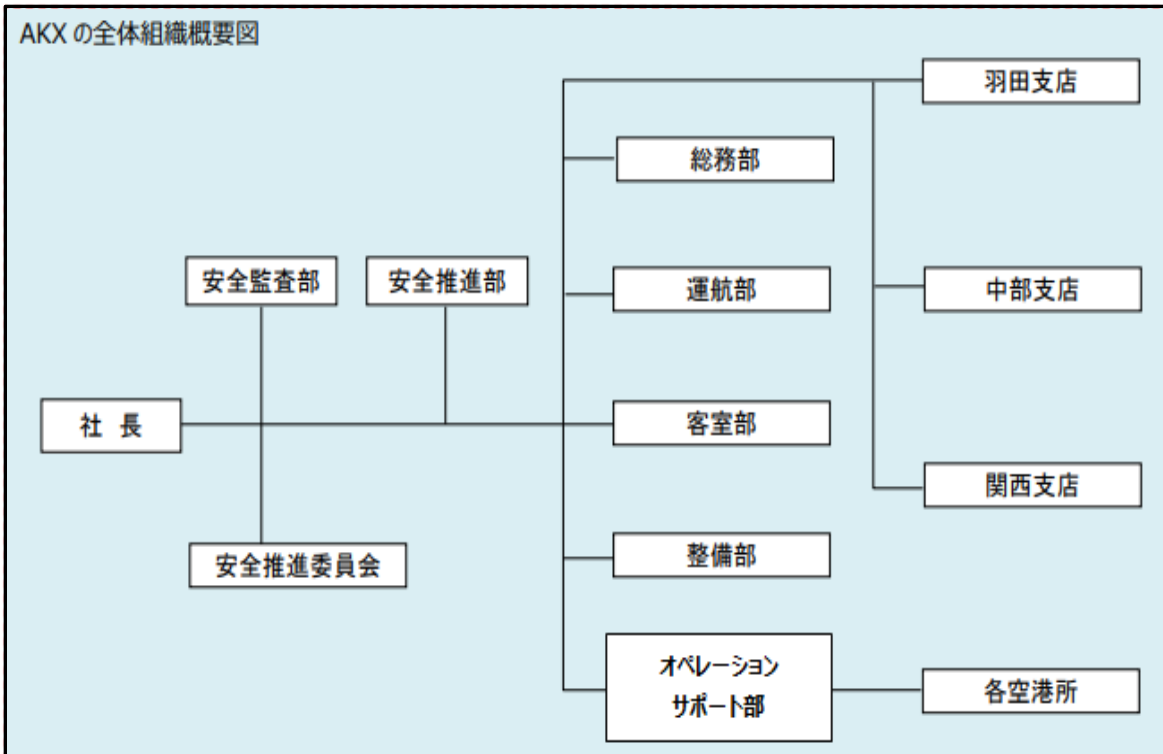 AKX の全体組織概要図
羽田支店
総務部
安全監査部
安全推進部
運航部
中部支店
社 長
客室部
関西支店
安全推進委員会
整備部
オペレーション
サポート部
各空港所